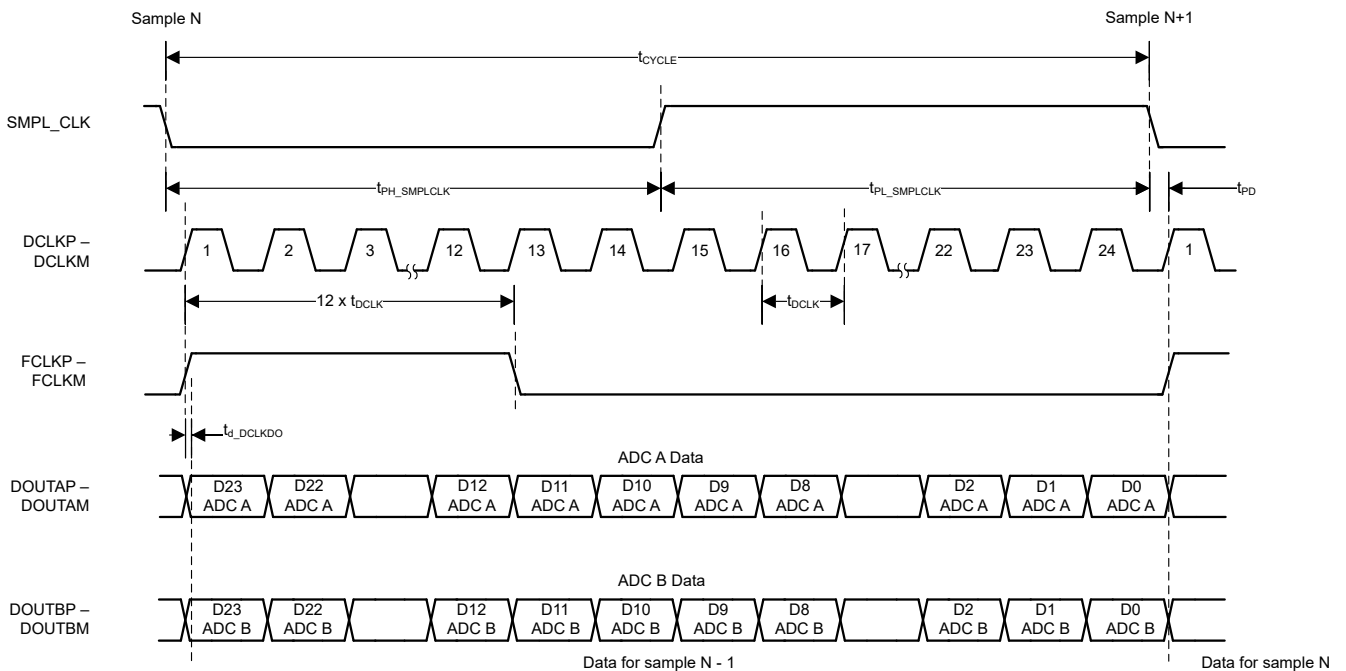 Sample N
Sample N+1
tCYCLE
SMPL_CLK
tPH_SMPLCLK
tPL_SMPLCLK
tPD
DCLKP –
DCLKM
1 2 3 12 13 14 15 16 17 22 23 24 1
12 x tDCLK
tDCLK
FCLKP –
FCLKM
td_DCLKDO
ADC A Data
DOUTAP –
DOUTAM
D23 D22 D12 D11 D10 D9 D8 D2 D1 D0
ADC A ADC A ADC A ADC A ADC A ADC A ADC A ADC A ADC A ADC A
ADC B Data
DOUTBP –
DOUTBM
D23 D22 D12 D11 D10 D9 D8 D2 D1 D0
ADC B ADC B ADC B ADC B ADC B ADC B ADC B ADC B ADC B ADC B
Data for sample N - 1
Data for sample N